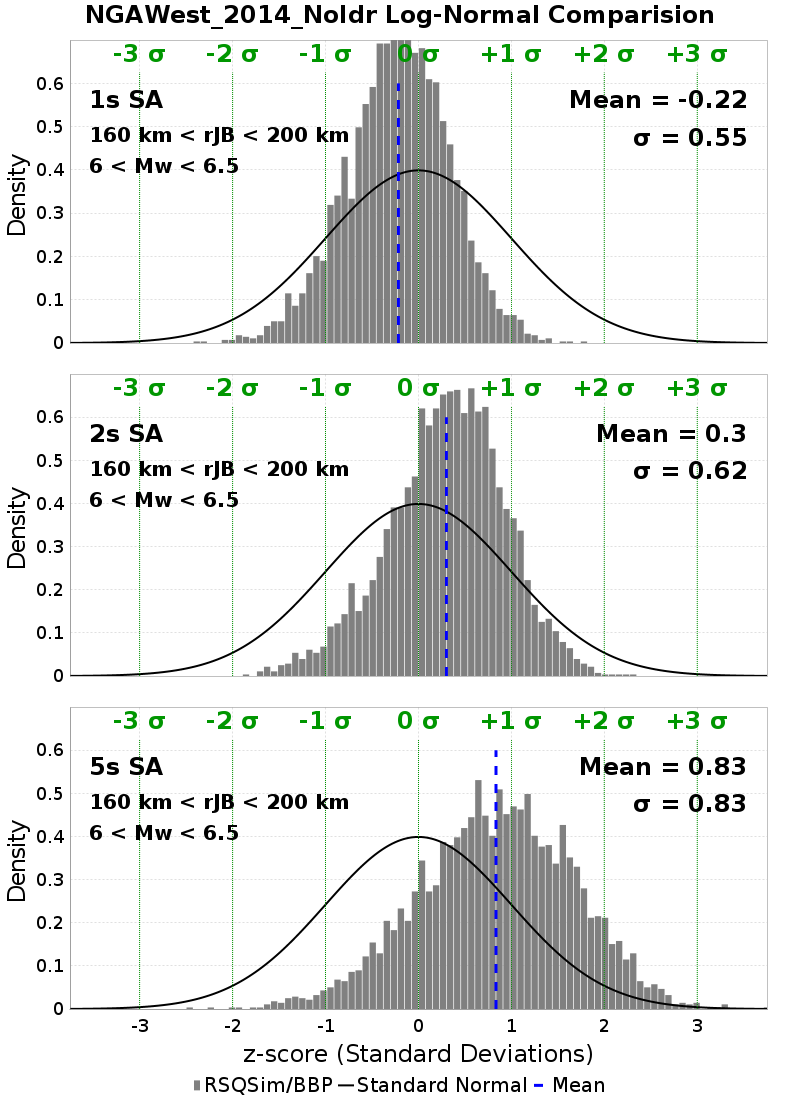 NGAWest_2014_NoIdr Log-Normal Comparision
-3 σ -2 σ -1 σ 0 σ +1 σ +2 σ +3 σ
1s SA Mean = -0.22
160 km < rJB < 200 km σ = 0.55
6 < Mw < 6.5
0.6
0.5
0.4
0.3
0.2
0.1
0
Density
-3 σ -2 σ -1 σ 0 σ +1 σ +2 σ +3 σ
2s SA Mean = 0.3
160 km < rJB < 200 km σ = 0.62
6 < Mw < 6.5
0.6
0.5
0.4
0.3
0.2
0.1
0
Density
-3 σ -2 σ -1 σ 0 σ +1 σ +2 σ +3 σ
5s SA Mean = 0.83
160 km < rJB < 200 km σ = 0.83
6 < Mw < 6.5
0.6
0.5
0.4
0.3
0.2
0.1
0
Density
-3 -2 -1 0 1 2 3
z-score (Standard Deviations)
RSQSim/BBP Standard Normal Mean